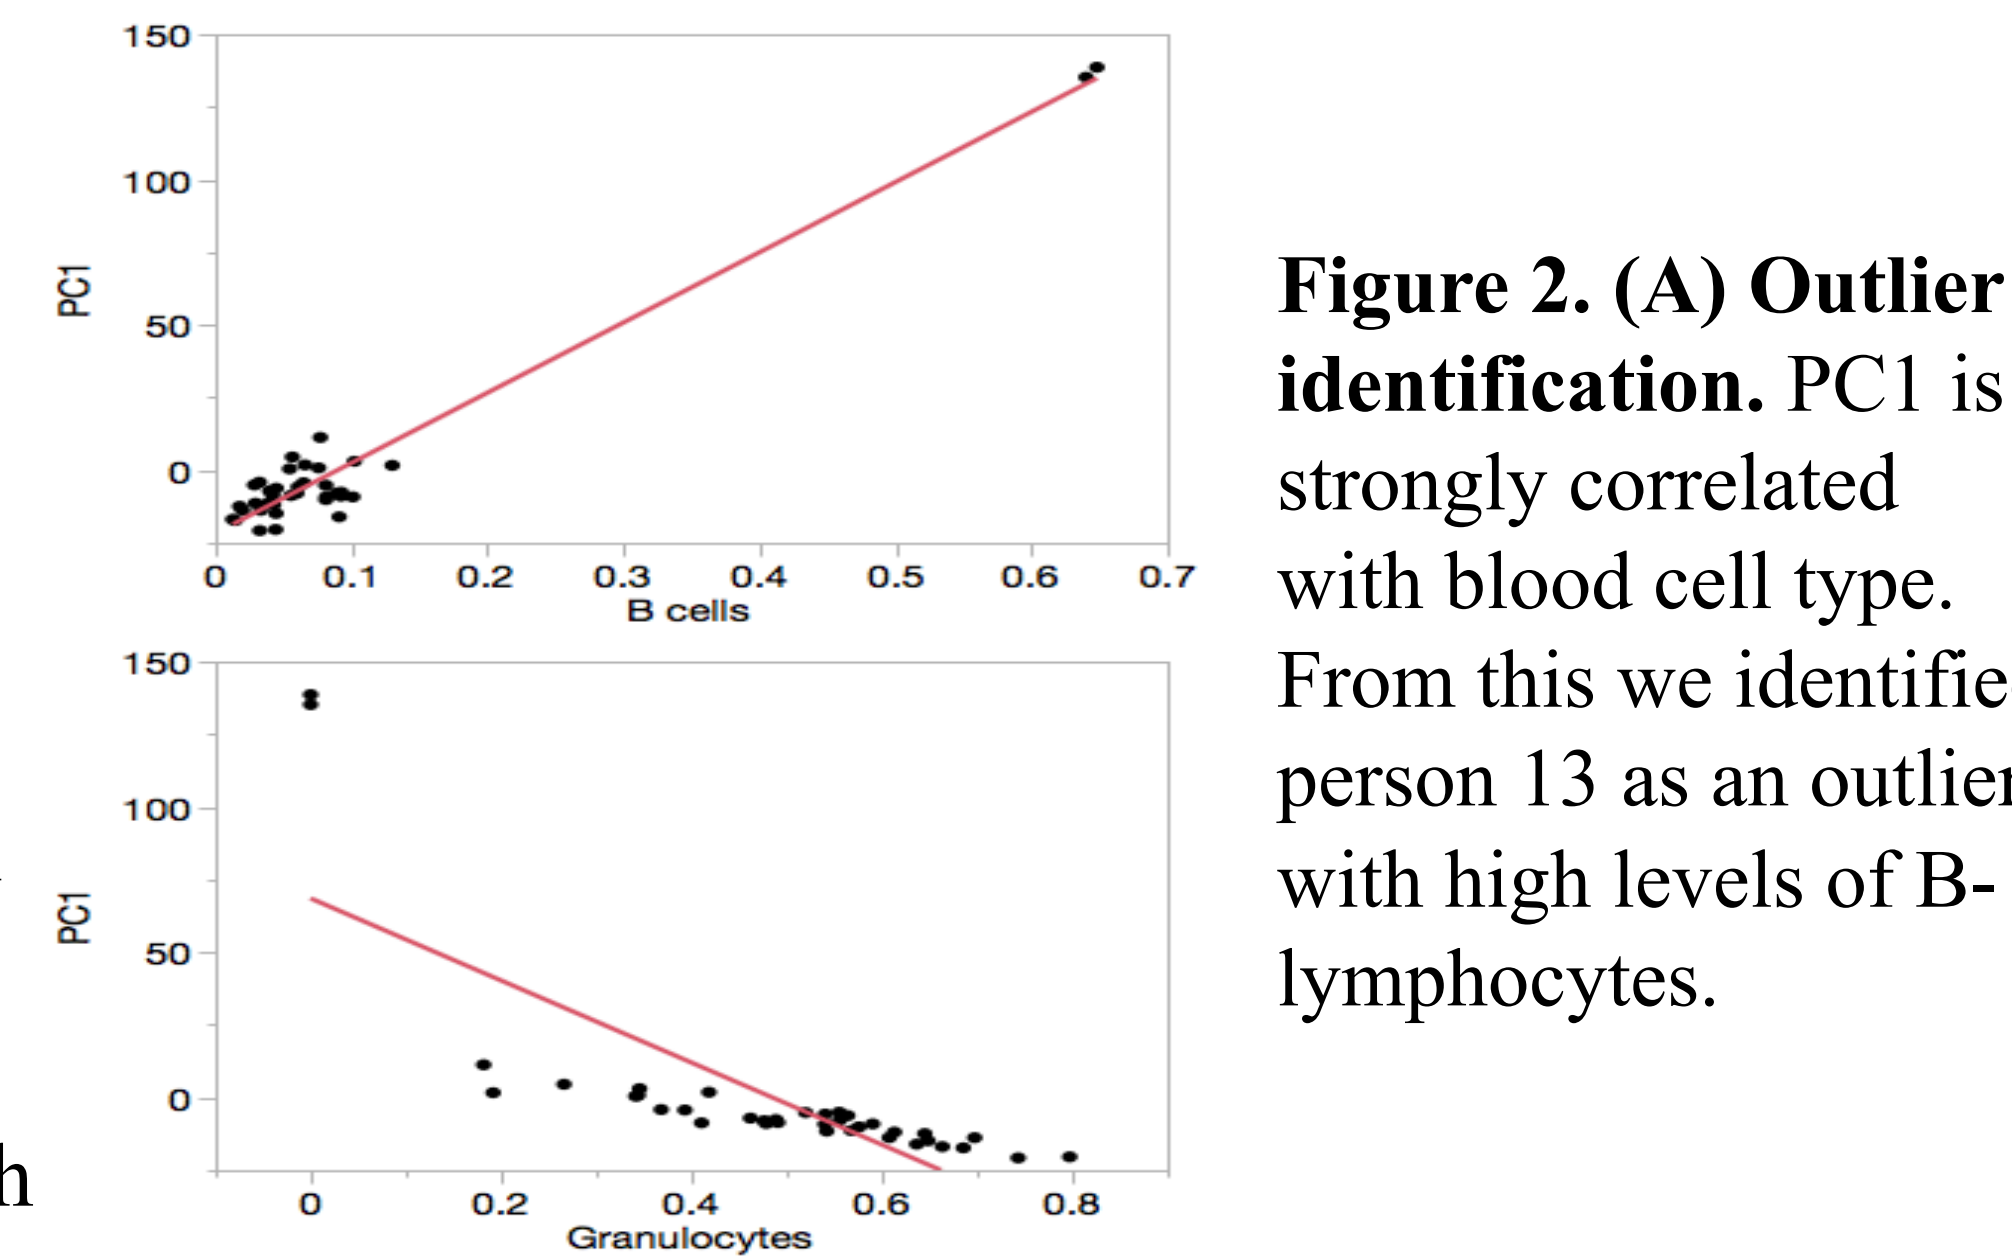 150
100
50
0
PC1
0 0.1 0.2 0.3 0.4 0.5 0.6 0.7
B cells
150
100
50
0
PC1
0 0.2 0.4 0.6 0.8
Granulocytes
h
Figure 2. (A) Outlier
identification. PC1 is
strongly correlated
with blood cell type.
From this we identifie
person 13 as an outlier
with high levels of B-
lymphocytes.